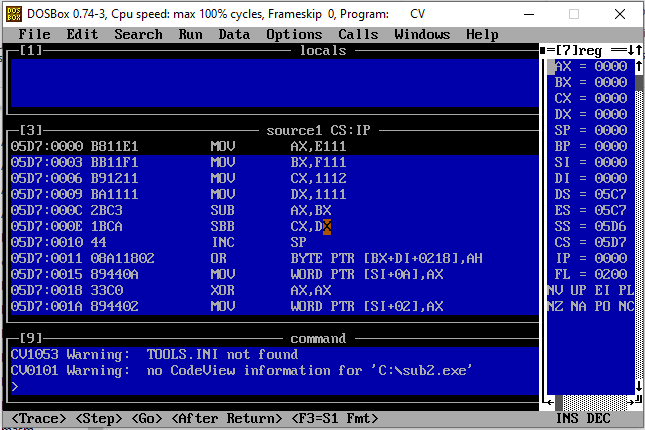 DOSBox 0.74-3, Cpu speed: max 100% cycles, Frameskip 0, Program: CV
DOS BOX
File Edit Search Run Data Options Calls Windows Help
[1] locals
[3] source1 CS:IP
05D7:0000 B811E1 MOV AX,E111
05D7:0003 BB11F1 MOV BX,F111
05D7:0006 B91211 MOV CX,1112
05D7:0009 BA1111 MOV DX,1111
05D7:000C 2BC3 SUB AX,BX
05D7:000E 1BCA SBB CX,DX
05D7:0010 44 INC SP
05D7:0011 08A11802 OR BYTE PTR [BX+DI+0218],AH
05D7:0015 89440A MOV WORD PTR [SI+0A],AX
05D7:0018 33C0 XOR AX,AX
05D7:001A 894402 MOV WORD PTR [SI+02],AX
[9] command
CV1053 Warning: TOOLS.INI not found
CV0101 Warning: no CodeView information for 'C:\sub2.exe'
>
[7]reg
AX = 0000
BX = 0000
CX = 0000
DX = 0000
SP = 0000
BP = 0000
SI = 0000
DI = 0000
DS = 05C7
ES = 05C7
SS = 05D6
CS = 05D7
IP = 0000
FL = 0200
NV UP EI PL
NZ NA PO NC
<Trace> <Step> <Go> <After Return> <F3=S1 Fmt> INS DEC